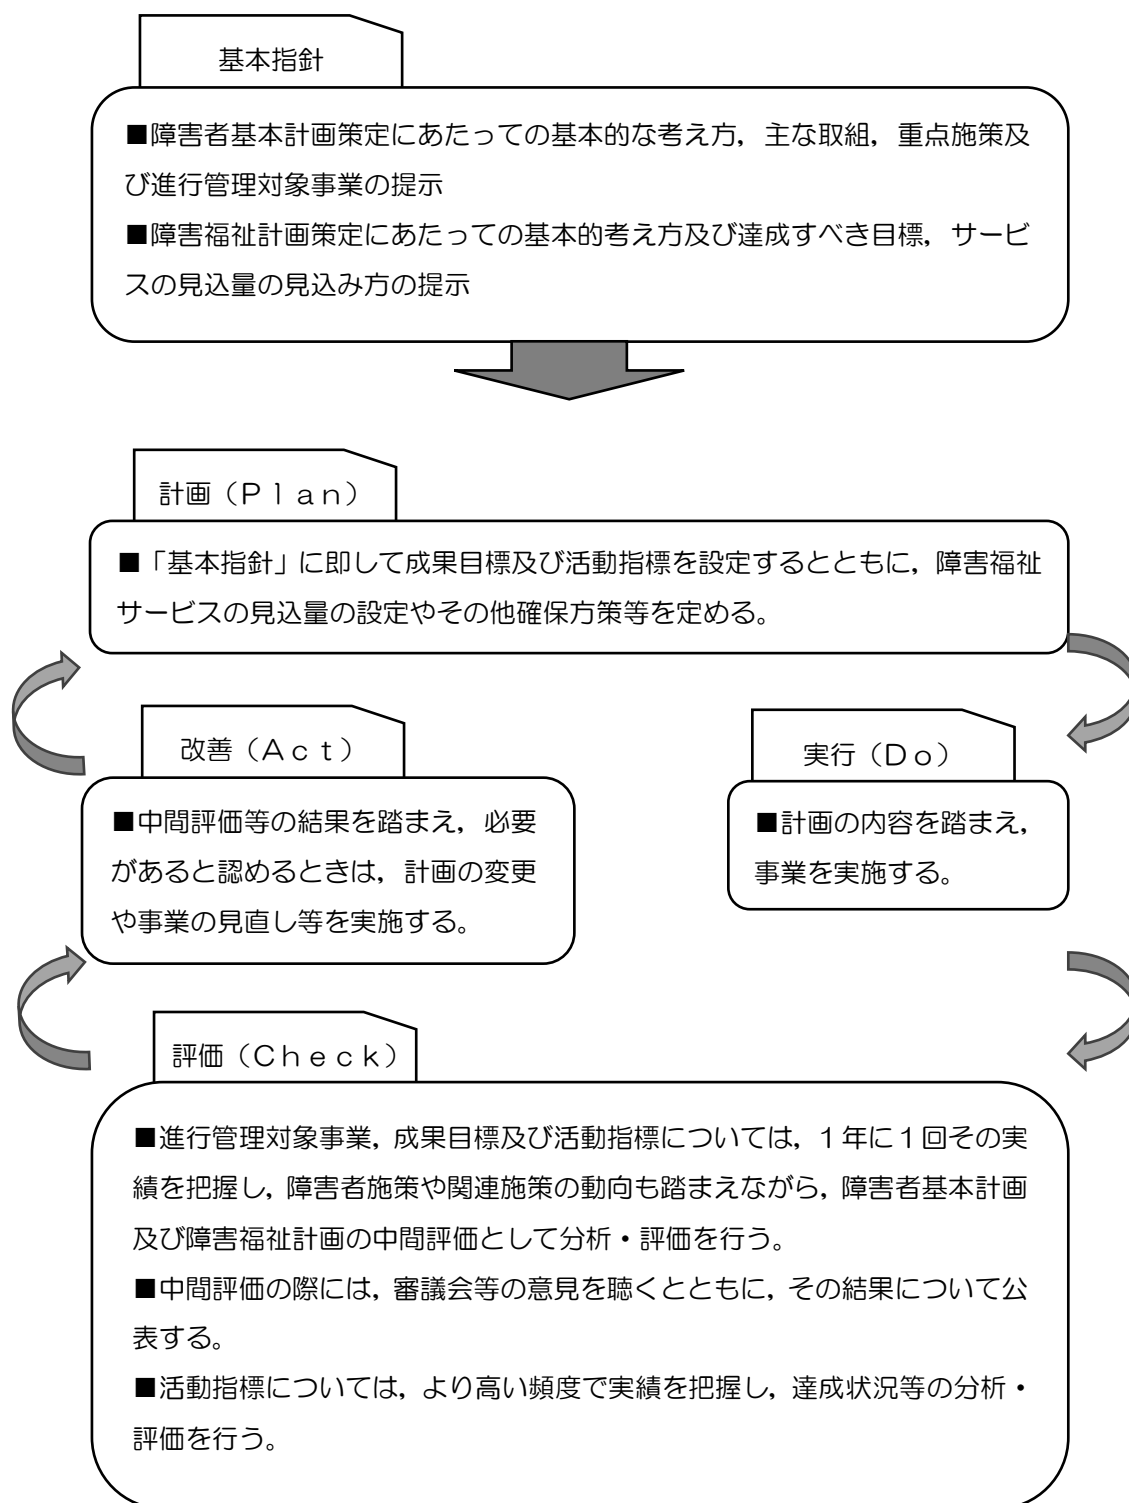 基本指針
■障害者基本計画策定にあたっての基本的な考え方，主な取組，重点施策及
び進行管理対象事業の提示
■障害福祉計画策定にあたっての基本的考え方及び達成すべき目標，サービ
スの見込量の見込み方の提示
計画（Ｐｌａｎ）
■「基本指針」に即して成果目標及び活動指標を設定するとともに，障害福祉
サービスの見込量の設定やその他確保方策等を定める。
改善（Ａｃｔ）
■中間評価等の結果を踏まえ，必要
があると認めるときは，計画の変更
や事業の見直し等を実施する。
実行（Ｄｏ）
■計画の内容を踏まえ，
事業を実施する。
評価（Ｃｈｅｃｋ）
■進行管理対象事業，成果目標及び活動指標については，１年に１回その実
績を把握し，障害者施策や関連施策の動向も踏まえながら，障害者基本計画
及び障害福祉計画の中間評価として分析・評価を行う。
■中間評価の際には，審議会等の意見を聴くとともに，その結果について公
表する。
■活動指標については，より高い頻度で実績を把握し，達成状況等の分析・
評価を行う。